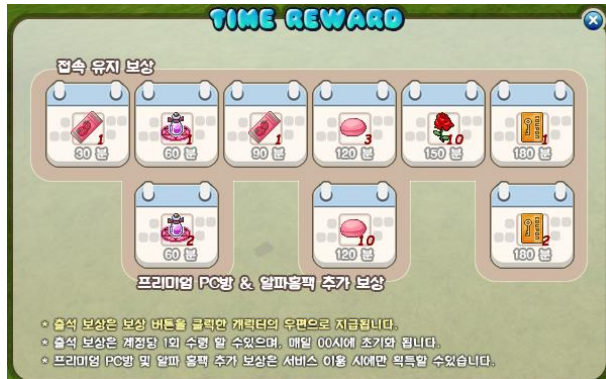 TIME REWARD
접속 유지 보상
1 1 1 3 10 1
30 분 60 분 90 분 120 분 150 분 180 분
2 10 2
60 분 120 분 180 분
프리미엄 PC방 & 알파홈팩 추가 보상
* 출석 보상은 보상 버튼을 클릭한 캐릭터의 우편으로 지급됩니다.
* 출석 보상은 계정당 1회 수령 할 수있으며, 매일 00시에 초기화 됩니다.
* 프리미엄 PC방 및 알파 홈팩 추가 보상은 서비스 이용 시에만 획득할 수있습니다.